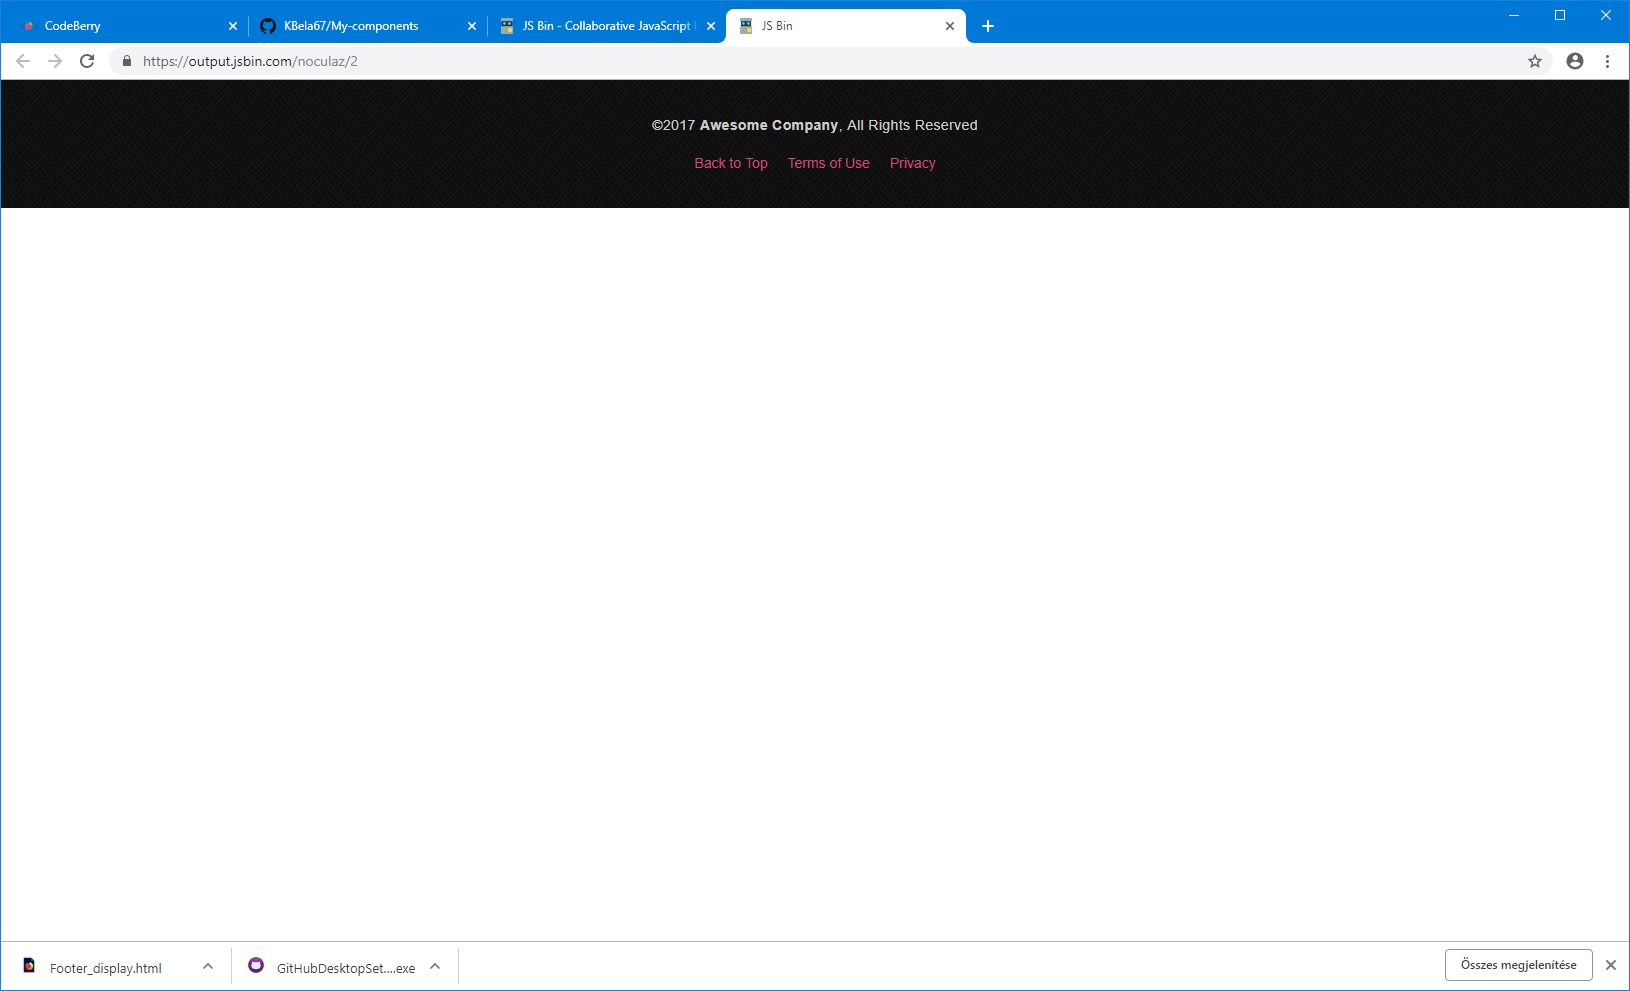 CodeBerry
KBela67/My-components
JS Bin - Collaborative JavaScript
JS Bin
https://output.jsbin.com/noculaz/2
©2017 Awesome Company, All Rights Reserved
Back to Top Terms of Use Privacy
Footer_display.html
GitHubDesktopSet....exe
Összes megjelenítése